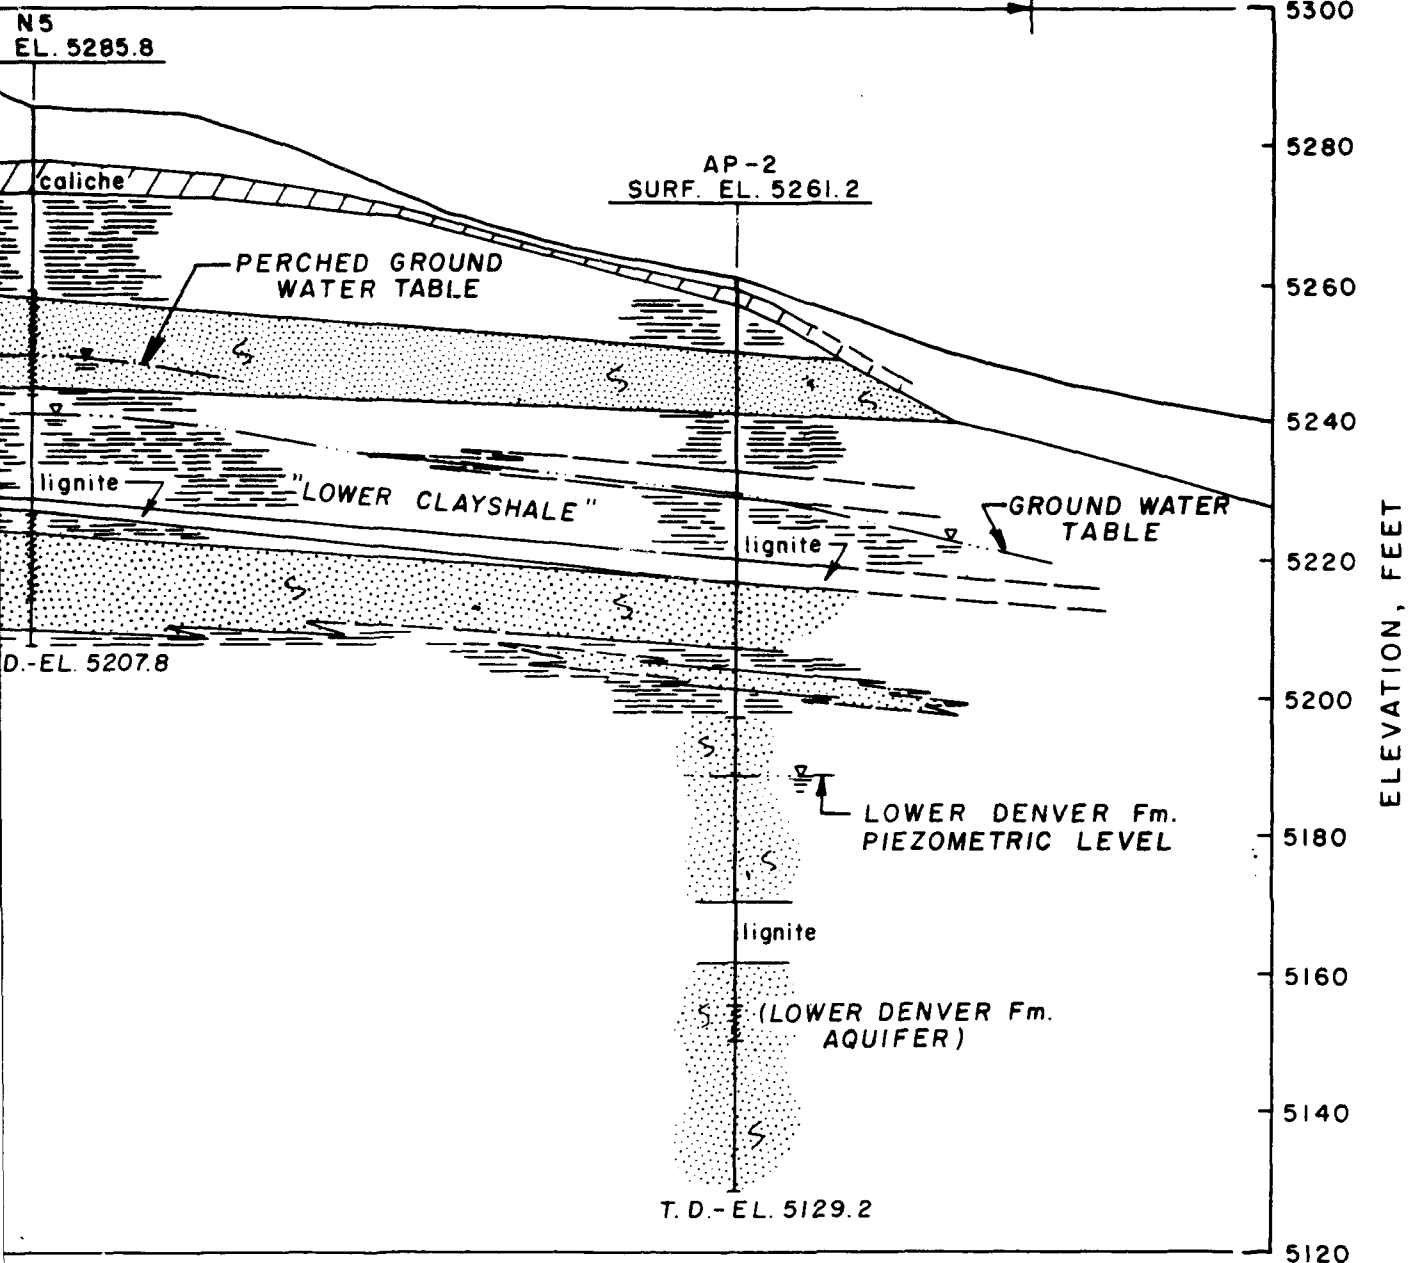 N5
EL. 5285.8
5300
5280
AP-2
SURF. EL. 5261.2
caliche
PERCHED GROUND
WATER TABLE
5260
5240
lignite
"LOWER CLAYSHALE"
GROUND WATER
TABLE
lignite
5220
D.-EL. 5207.8
5200
ELEVATION, FEET
LOWER DENVER Fm.
PIEZOMETRIC LEVEL
5180
lignite
5160
(LOWER DENVER Fm.
AQUIFER)
5140
T.D.-EL. 5129.2
5120
S
S
S
S
S
S
S
S
S
S